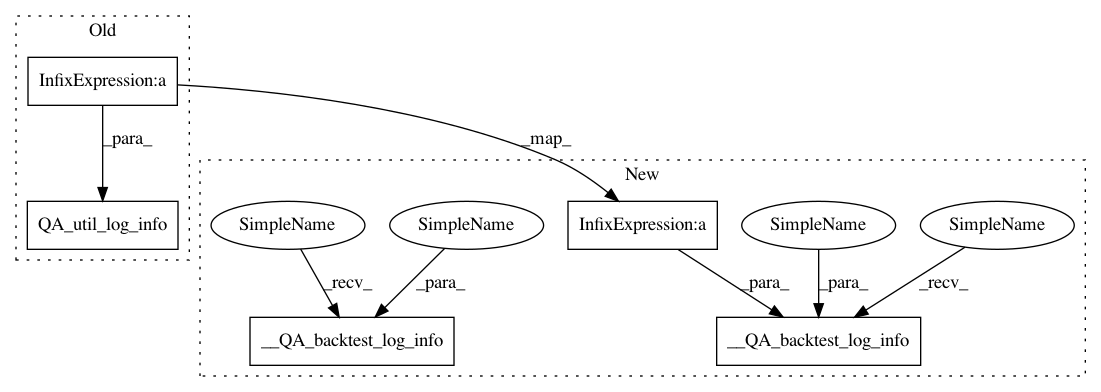 Old
InfixExpression:a
_para_
_map_
New
QA_util_log_info
SimpleName
SimpleName
InfixExpression:a
SimpleName
SimpleName
_recv_
_para_
_para_
_para_
_recv_
__QA_backtest_log_info
__QA_backtest_log_info